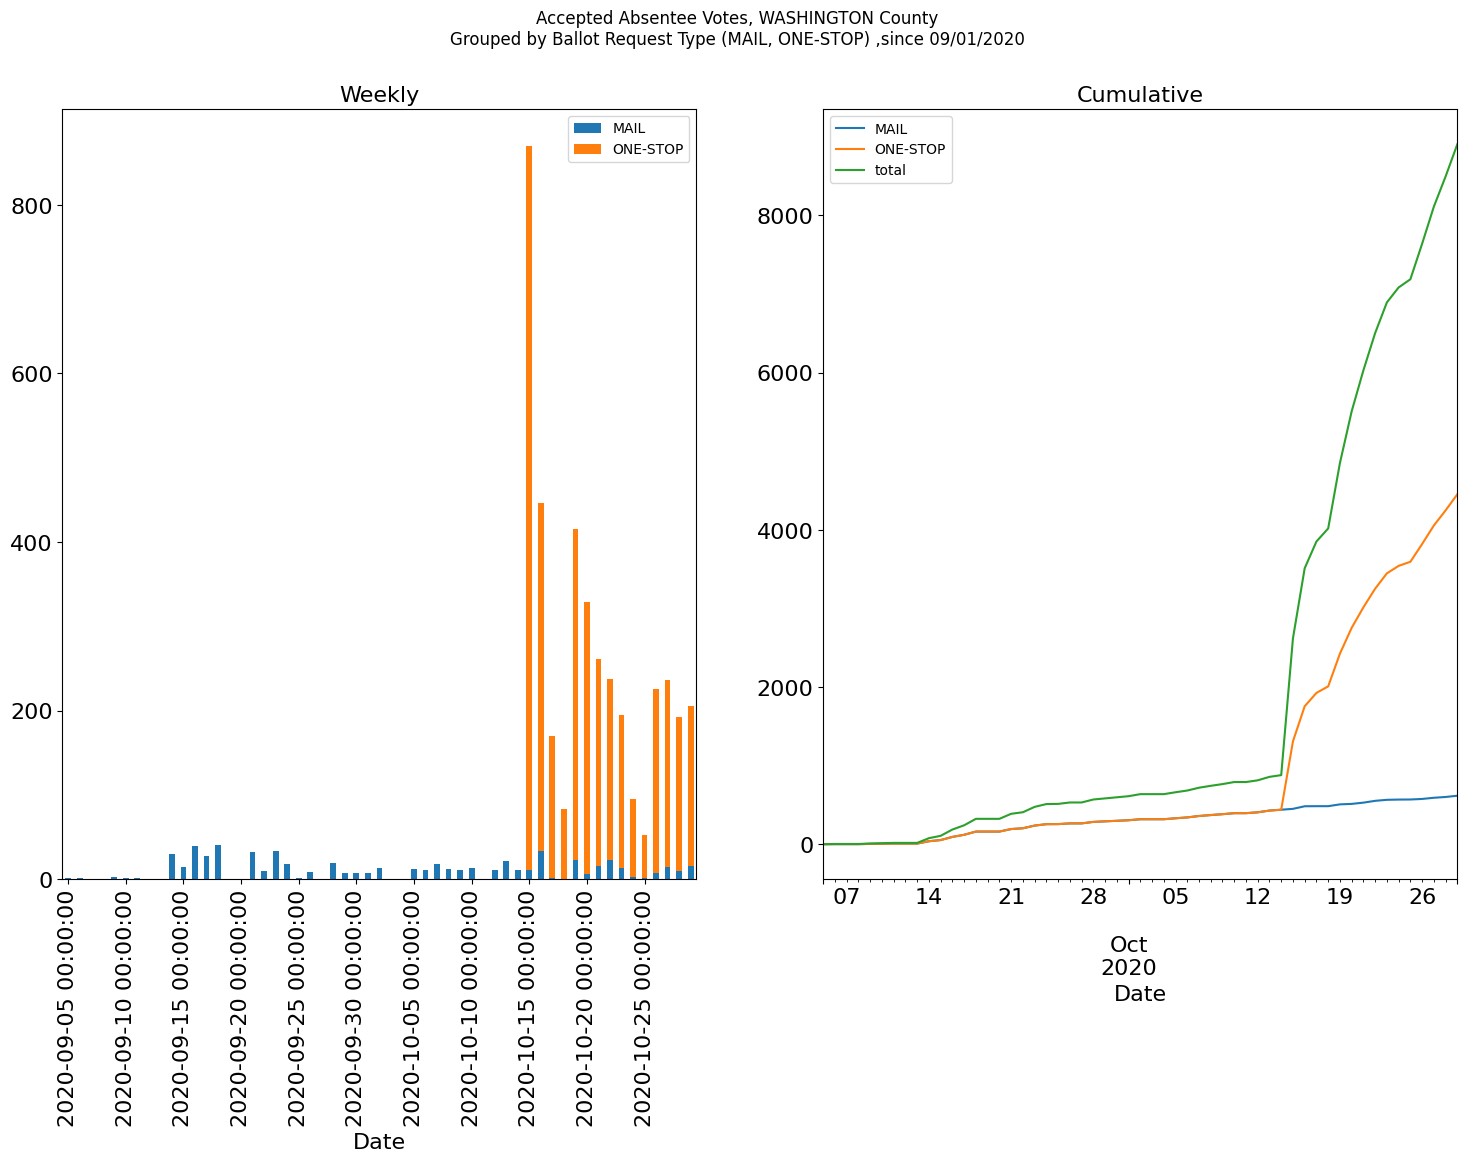 Accepted Absentee Votes, WASHINGTON County
Grouped by Ballot Request Type (MAIL, ONE-STOP) ,since 09/01/2020
Weekly
MAIL
ONE-STOP
800
600
400
200
0
2020-09-05 00:00:00
2020-09-10 00:00:00
2020-09-15 00:00:00
2020-09-20 00:00:00
2020-09-25 00:00:00
2020-09-30 00:00:00
2020-10-05 00:00:00
2020-10-10 00:00:00
2020-10-15 00:00:00
2020-10-20 00:00:00
2020-10-25 00:00:00
Date
Cumulative
MAIL
ONE-STOP
total
8000
6000
4000
2000
0
07 14 21 28 05 12 19 26
Oct
2020
Date